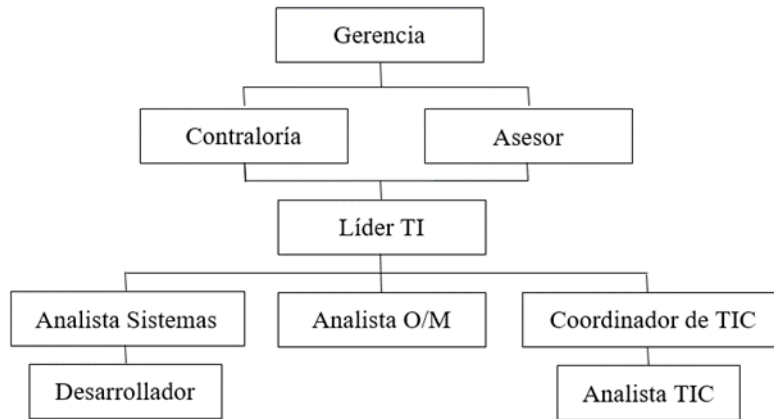 Gerencia
Contraloría
Asesor
Líder TI
Analista Sistemas
Analista O/M
Coordinador de TIC
Desarrollador
Analista TIC